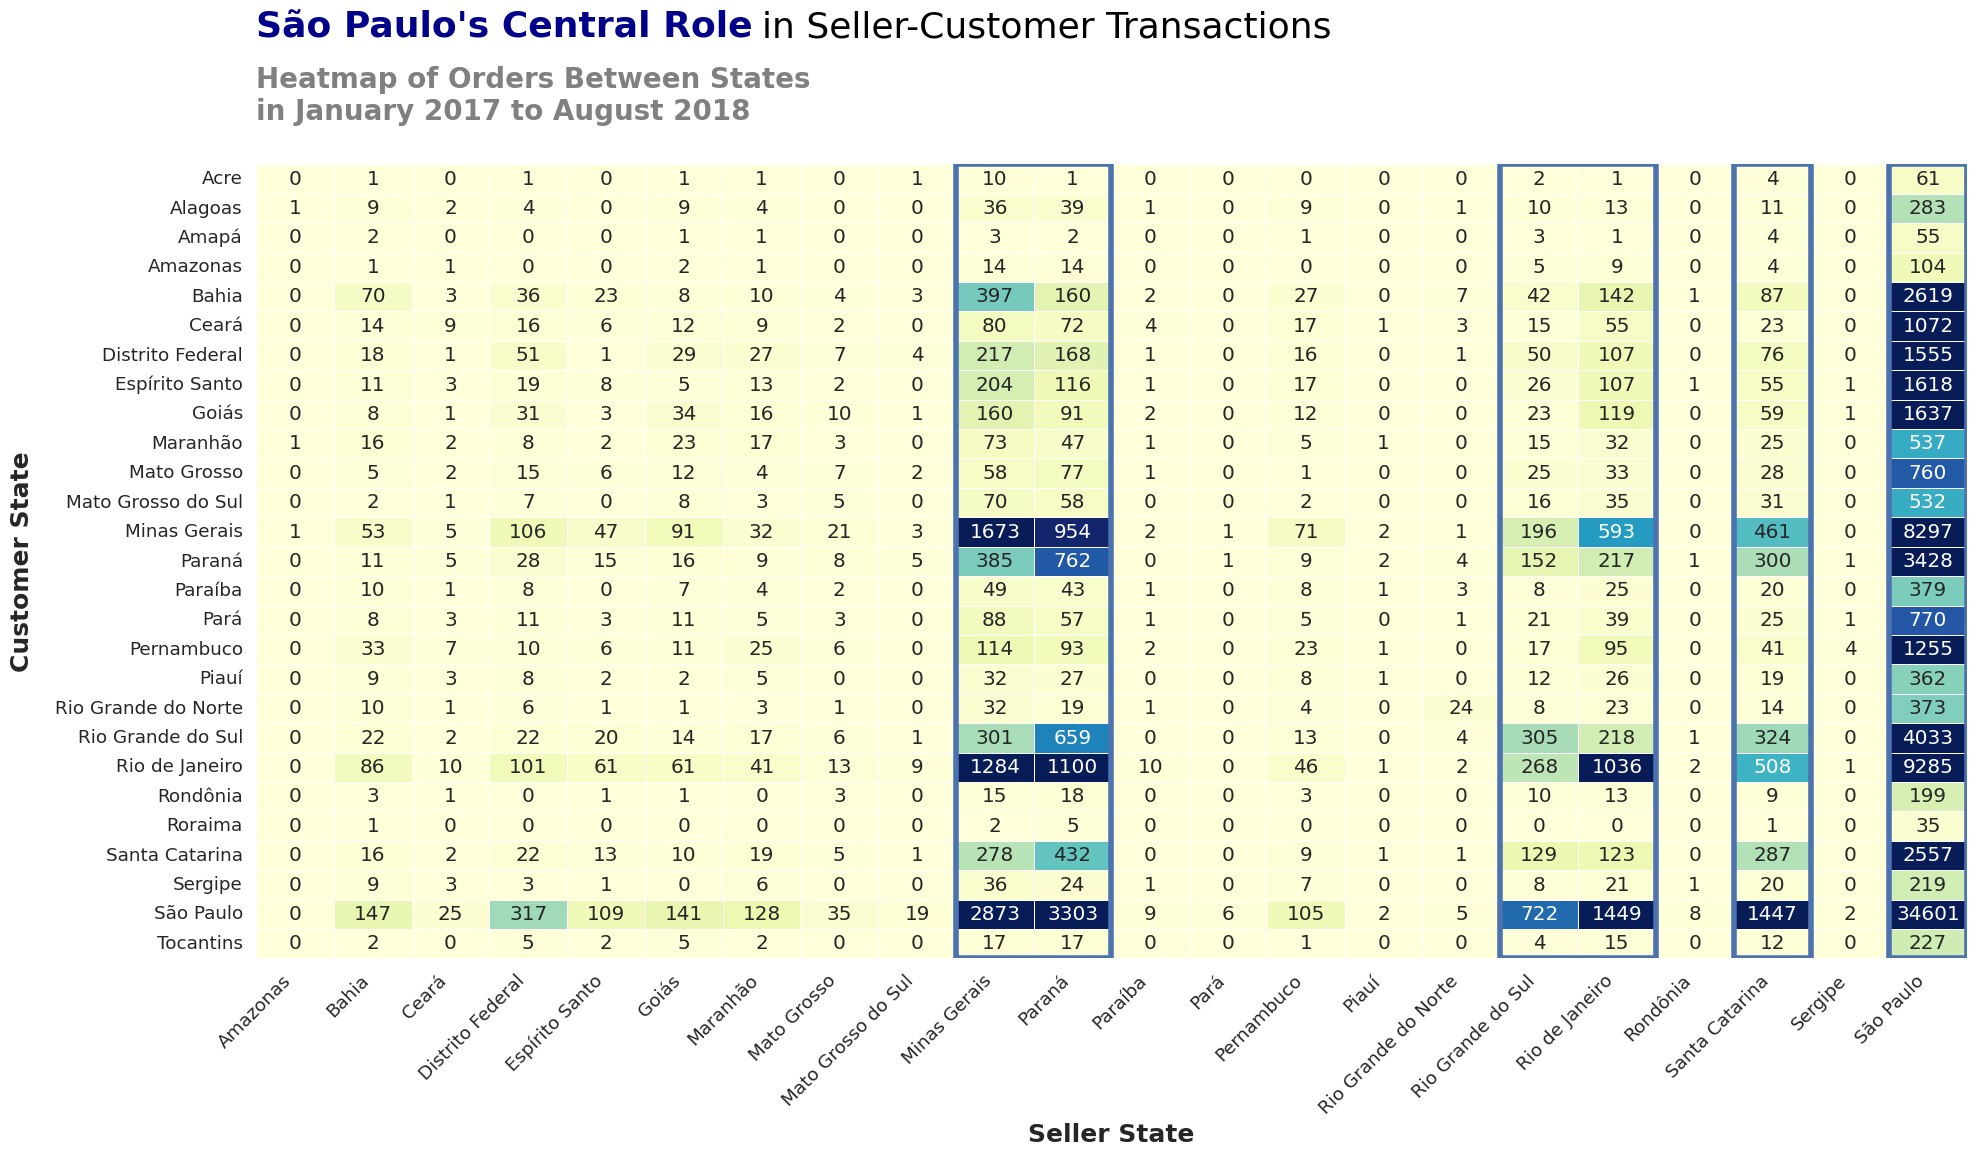 São Paulo's Central Role in Seller-Customer Transactions
Heatmap of Orders Between States
in January 2017 to August 2018
Customer State
Acre 0 1 0 1 0 1 1 0 1 10 1 0 0 0 0 0 2 1 0 4 0 61
Alagoas 1 9 2 4 0 9 4 0 0 36 39 1 0 9 0 1 10 13 0 11 0 283
Amapá 0 2 0 0 0 1 1 0 0 3 2 0 0 1 0 0 3 1 0 4 0 55
Amazonas 0 1 1 0 0 2 1 0 0 14 14 0 0 0 0 0 5 9 0 4 0 104
Bahia 0 70 3 36 23 8 10 4 3 397 160 2 0 27 0 7 42 142 1 87 0 2619
Ceará 0 14 9 16 6 12 9 2 0 80 72 4 0 17 1 3 15 55 0 23 0 1072
Distrito Federal 0 18 1 51 1 29 27 7 4 217 168 1 0 16 0 1 50 107 0 76 0 1555
Espírito Santo 0 11 3 19 8 5 13 2 0 204 116 1 0 17 0 0 26 107 1 55 1 1618
Goiás 0 8 1 31 3 34 16 10 1 160 91 2 0 12 0 0 23 119 0 59 1 1637
Maranhão 1 16 2 8 2 23 17 3 0 73 47 1 0 5 1 0 15 32 0 25 0 537
Mato Grosso 0 5 2 15 6 12 4 7 2 58 77 1 0 1 0 0 25 33 0 28 0 760
Mato Grosso do Sul 0 2 1 7 0 8 3 5 0 70 58 0 0 2 0 0 16 35 0 31 0 532
Minas Gerais 1 53 5 106 47 91 32 21 3 1673 954 2 1 71 2 1 196 593 0 461 0 8297
Paraná 0 11 5 28 15 16 9 8 5 385 762 0 1 9 2 4 152 217 1 300 1 3428
Paraíba 0 10 1 8 0 7 4 2 0 49 43 1 0 8 1 3 8 25 0 20 0 379
Pará 0 8 3 11 3 11 5 3 0 88 57 1 0 5 0 1 21 39 0 25 1 770
Pernambuco 0 33 7 10 6 11 25 6 0 114 93 2 0 23 1 0 17 95 0 41 4 1255
Piauí 0 9 3 8 2 2 5 0 0 32 27 0 0 8 1 0 12 26 0 19 0 362
Rio Grande do Norte 0 10 1 6 1 1 3 1 0 32 19 1 0 4 0 24 8 23 0 14 0 373
Rio Grande do Sul 0 22 2 22 20 14 17 6 1 301 659 0 0 13 0 4 305 218 1 324 0 4033
Rio de Janeiro 0 86 10 101 61 61 41 13 9 1284 1100 10 0 46 1 2 268 1036 2 508 1 9285
Rondônia 0 3 1 0 1 1 0 3 0 15 18 0 0 3 0 0 10 13 0 9 0 199
Roraima 0 1 0 0 0 0 0 0 0 2 5 0 0 0 0 0 0 0 0 1 0 35
Santa Catarina 0 16 2 22 13 10 19 5 1 278 432 0 0 9 1 1 129 123 0 287 0 2557
Sergipe 0 9 3 3 1 0 6 0 0 36 24 1 0 7 0 0 8 21 1 20 0 219
São Paulo 0 147 25 317 109 141 128 35 19 2873 3303 9 6 105 2 5 722 1449 8 1447 2 34601
Tocantins 0 2 0 5 2 5 2 0 0 17 17 0 0 1 0 0 4 15 0 12 0 227
Amazonas Bahia Ceará Distrito Federal Espírito Santo Goiás Maranhão Mato Grosso Mato Grosso do Sul Minas Gerais Paraná Paraíba Pará Pernambuco Piauí Rio Grande do Norte Rio Grande do Sul Rio de Janeiro Rondônia Santa Catarina Sergipe São Paulo
Seller State